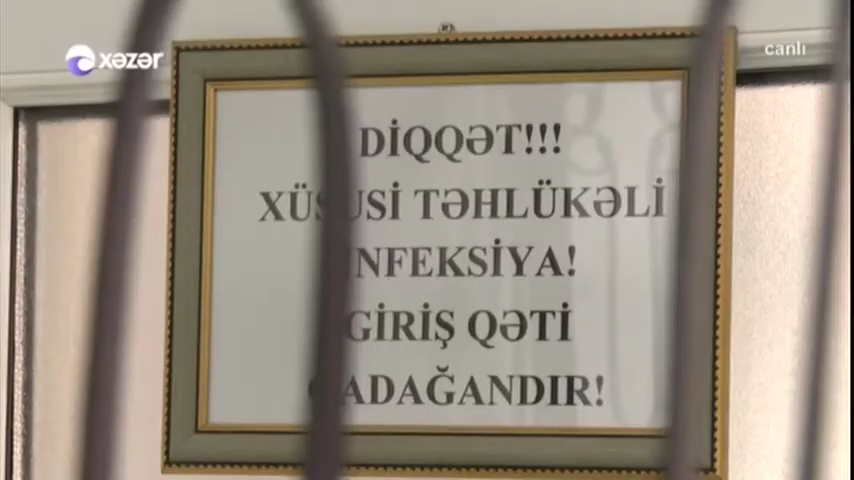 xəzər
canlı
DİQQƏT!!!
XÜSUSİ TƏHLÜKƏLİ
İNFEKSİYA!
GİRİŞ QƏTİ
QADAĞANDIR!